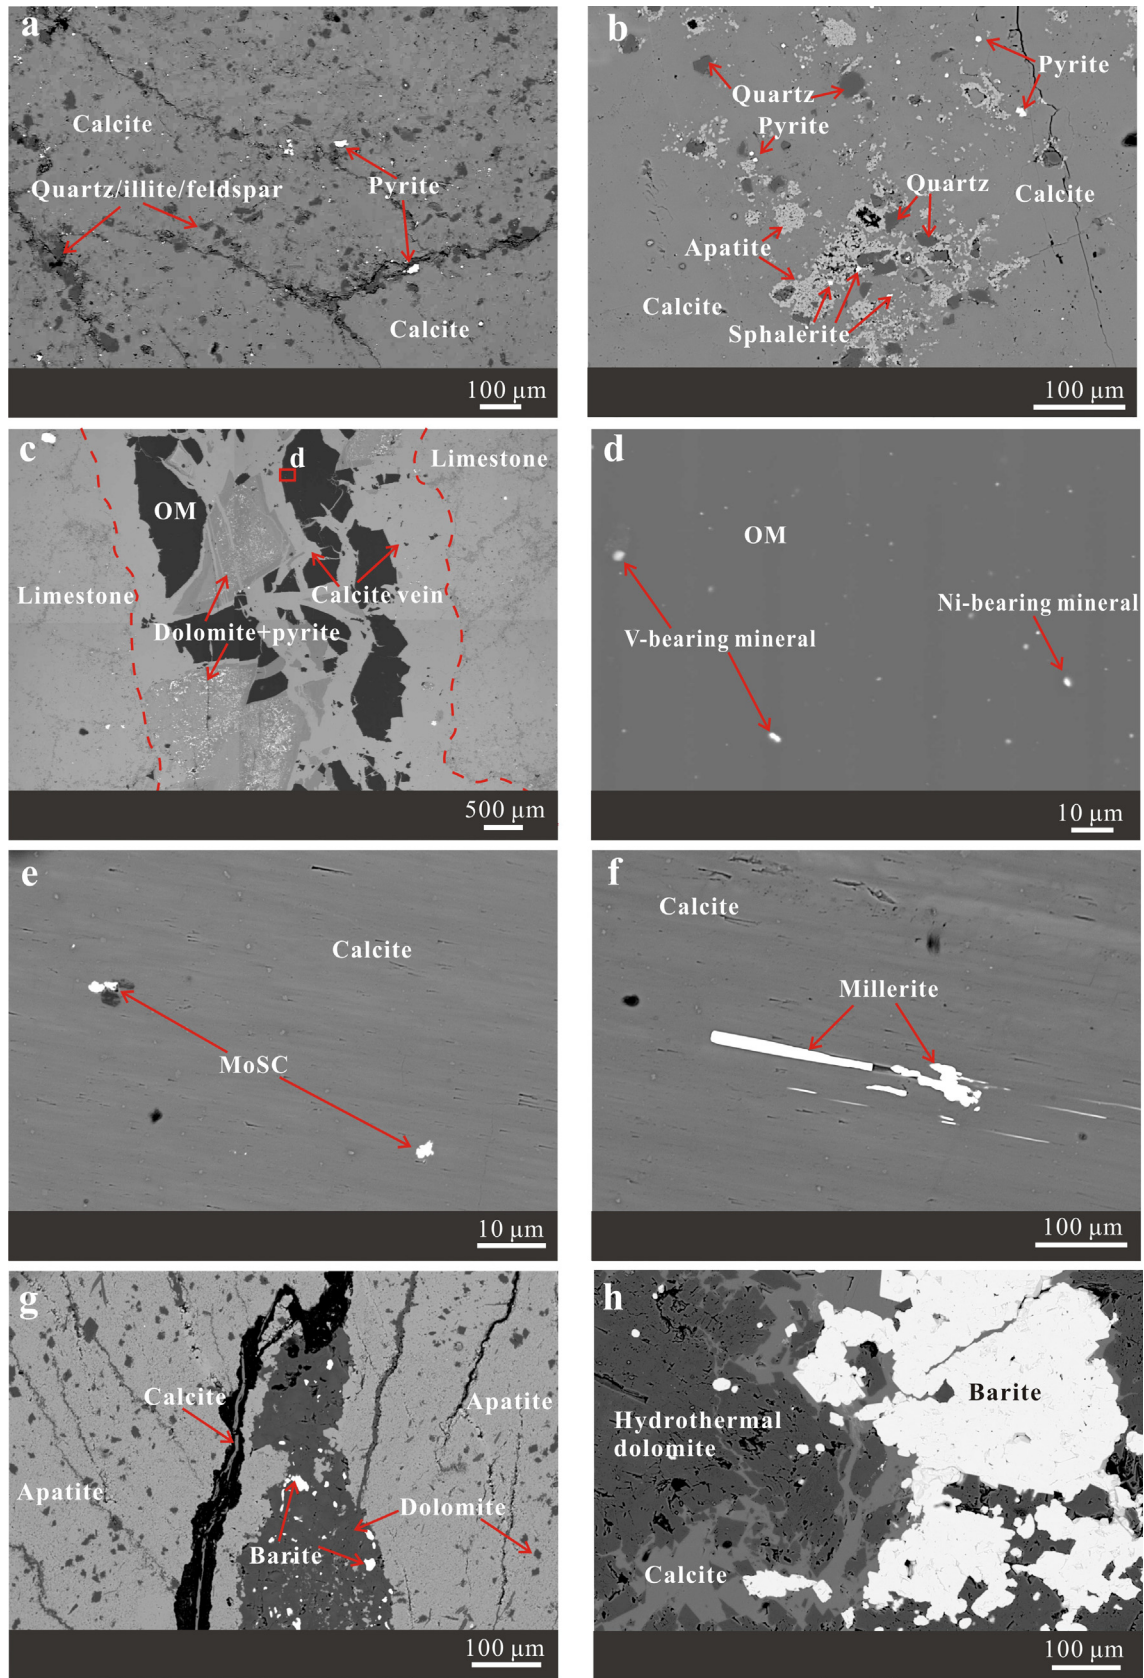 a
Calcite
Quartz/illite/feldspar
Pyrite
Calcite
100 μm
b
Pyrite
Quartz
Pyrite
Quartz
Calcite
Apatite
Calcite
Sphalerite
100 μm
c
d
Limestone
OM
Limestone
Calcite vein
Dolomite+pyrite
500 μm
d
OM
Ni-bearing mineral
V-bearing mineral
10 μm
e
Calcite
MoSC
10 μm
f
Calcite
Millerite
100 μm
g
Calcite
Apatite
Apatite
Dolomite
Barite
100 μm
h
Barite
Hydrothermal
dolomite
Calcite
100 μm